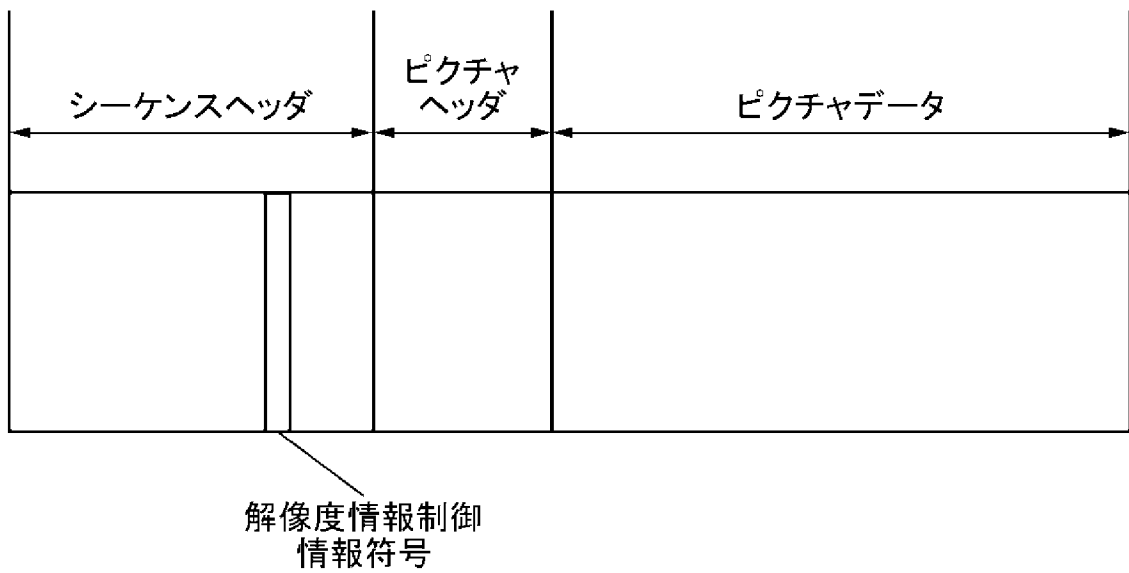 シーケンスヘッダ
ピクチャ
ヘッダ
ピクチャデータ
解像度情報制御
情報符号